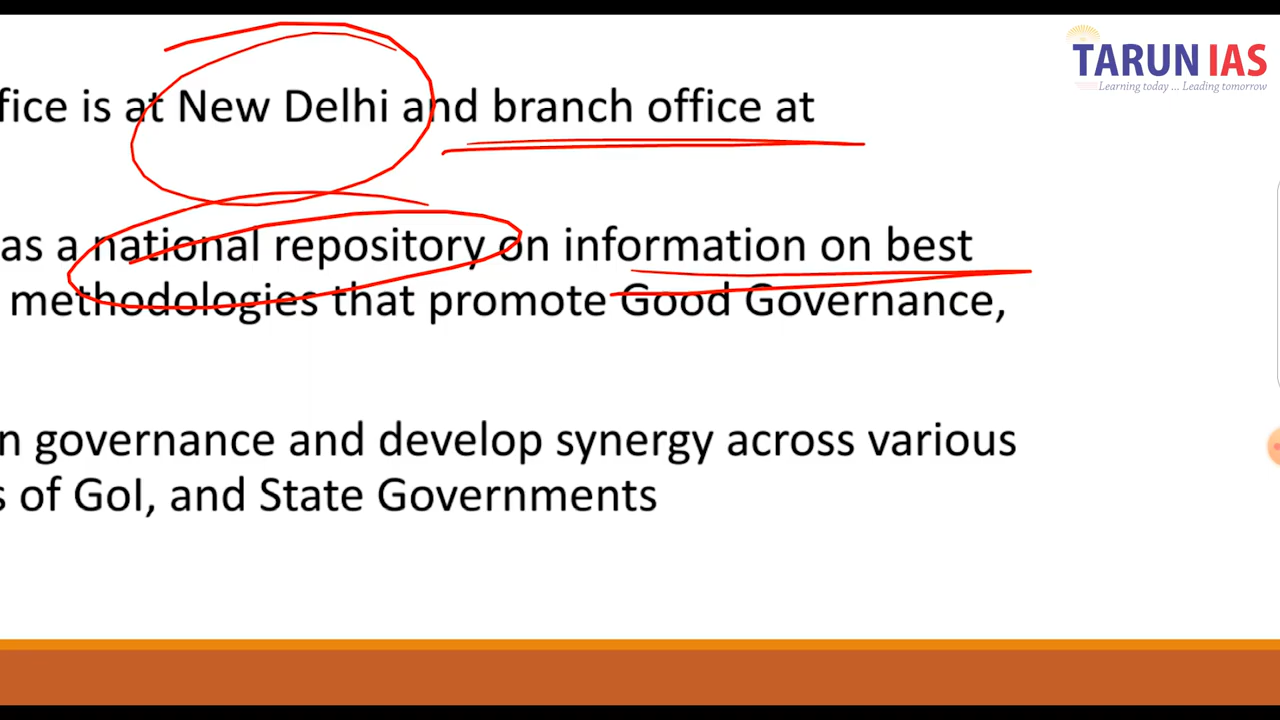 TARUN IAS
Learning today ... Leading tomorrow
is at New Delhi and branch office at
as a national repository on information on best
methodologies that promote Good Governance,
governance and develop synergy across various
of GoI, and State Governments